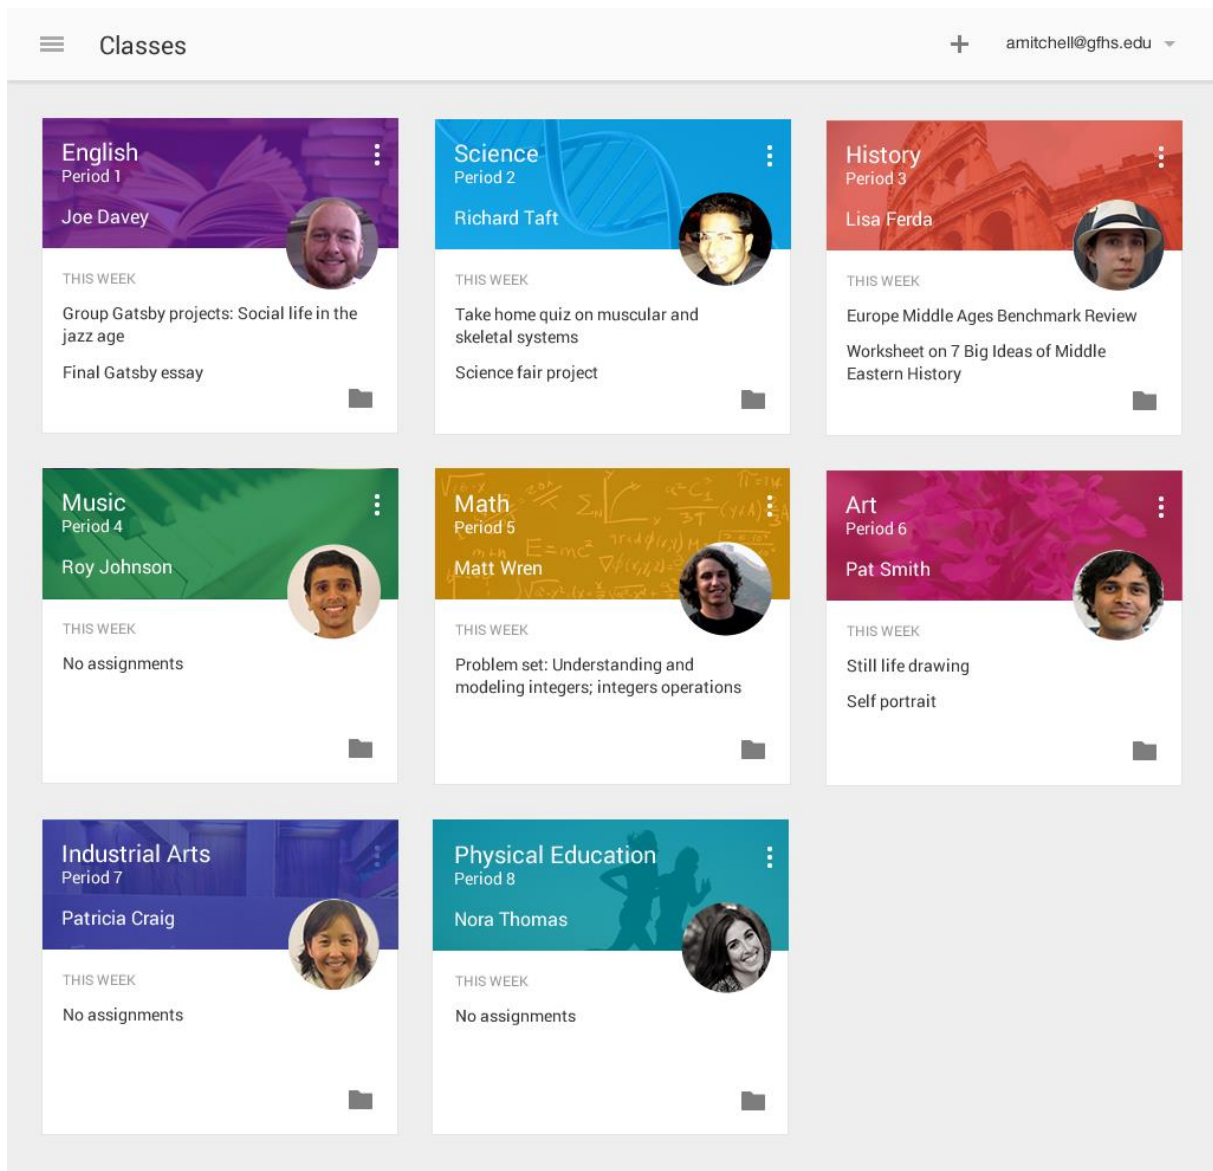 Classes
amitchell@gfhs.edu
English
Period 1
Joe Davey
THIS WEEK
Group Gatsby projects: Social life in the
jazz age
Final Gatsby essay
Science
Period 2
Richard Taft
THIS WEEK
Take home quiz on muscular and
skeletal systems
Science fair project
History
Period 3
Lisa Ferda
THIS WEEK
Europe Middle Ages Benchmark Review
Worksheet on 7 Big Ideas of Middle
Eastern History
Music
Period 4
Roy Johnson
THIS WEEK
No assignments
Math
Period 5
Matt Wren
E=mc²
THIS WEEK
Problem set: Understanding and
modeling integers; integers operations
Art
Period 6
Pat Smith
THIS WEEK
Still life drawing
Self portrait
Industrial Arts
Period 7
Patricia Craig
THIS WEEK
No assignments
Physical Education
Period 8
Nora Thomas
THIS WEEK
No assignments